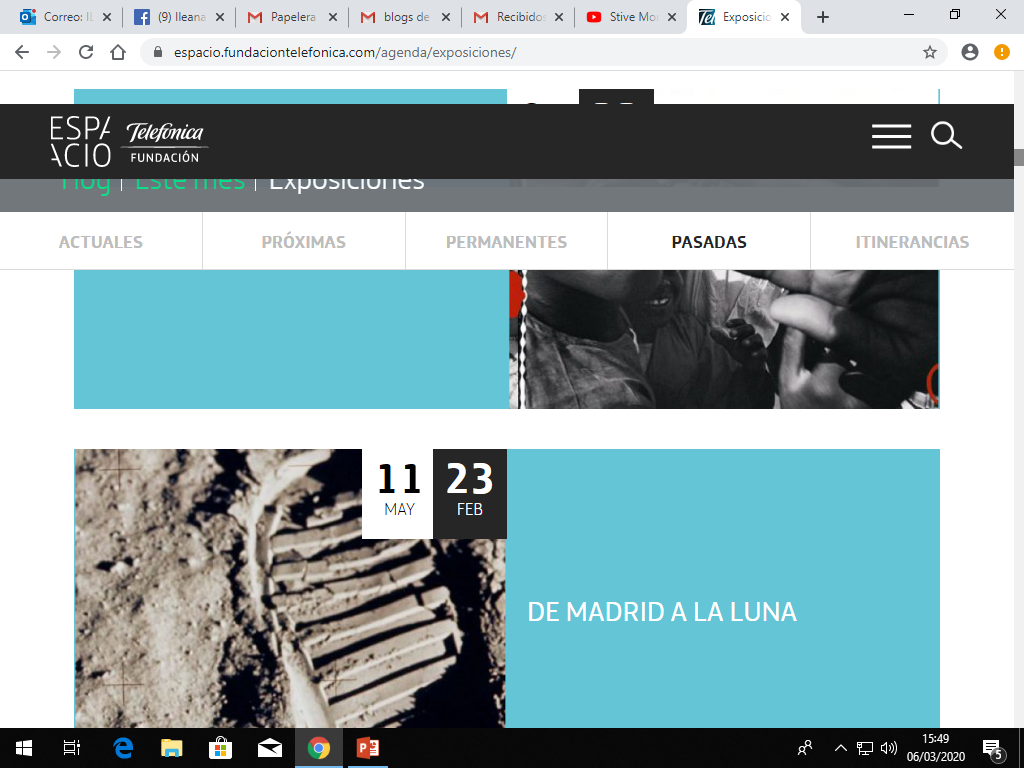 Correo: IL
(9) Ileana
Papelera
blogs de
Recibidos
Stive Mo
Exposicio
espacio.fundaciontelefonica.com/agenda/exposiciones/
ESPA
ACIO
Telefónica
FUNDACIÓN
Hoy | Este mes | Exposiciones
ACTUALES
PRÓXIMAS
PERMANENTES
PASADAS
ITINERANCIAS
11
MAY
23
FEB
DE MADRID A LA LUNA
15:49
06/03/2020
5